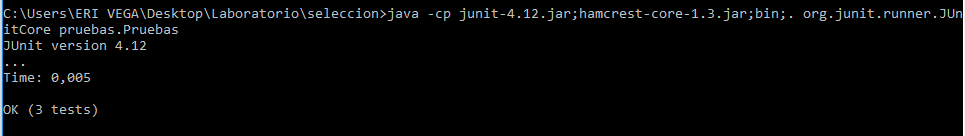 C:\Users\ERI VEGA\Desktop\Laboratorio\seleccion>java -cp junit-4.12.jar;hamcrest-core-1.3.jar;bin;. org.junit.runner.JUn
itCore pruebas.Pruebas
JUnit version 4.12
...
Time: 0,005
OK (3 tests)